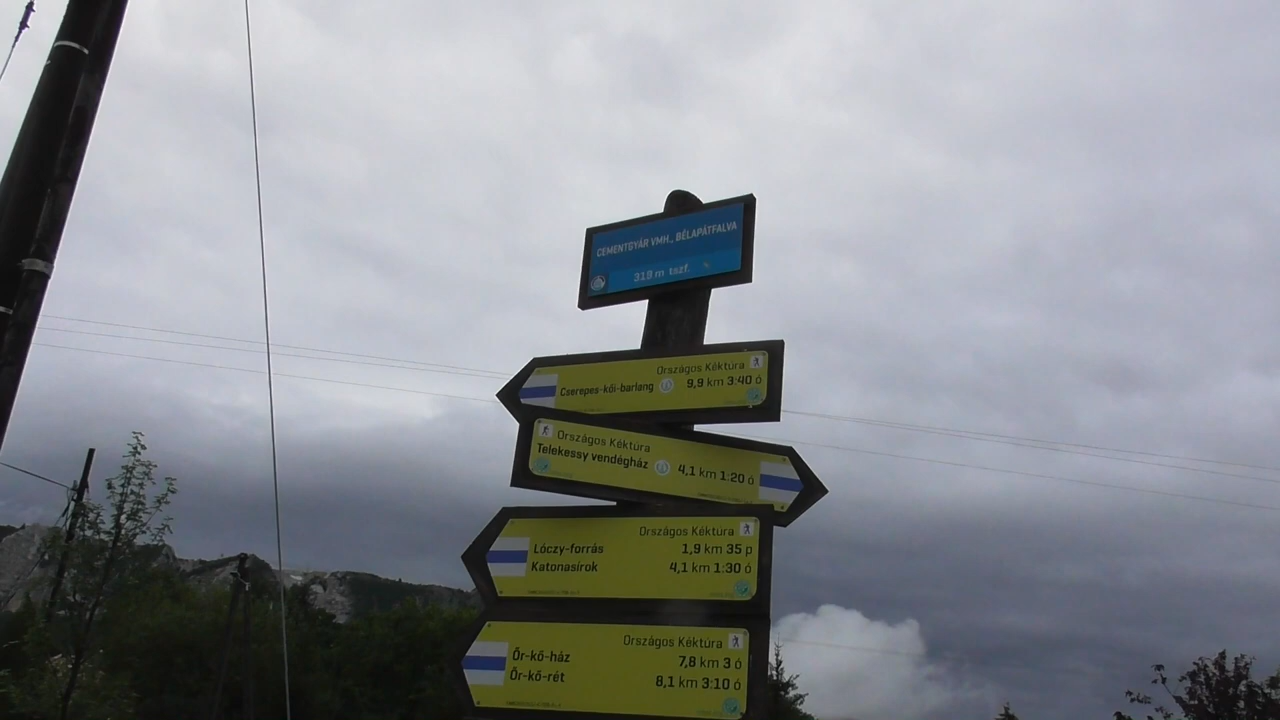 CEMENTGYÁR VMH., BÉLAPÁTFALVA
319 m tszf.
Országos Kéktúra
Cserepes-kői-barlang 9,9 km 3:40 ó
Országos Kéktúra
Telekessy vendégház 4,1 km 1:20 ó
Országos Kéktúra
Lóczy-forrás 1,9 km 35 p
Katonasírok 4,1 km 1:30 ó
Országos Kéktúra
Őr-kő-ház 7,8 km 3 ó
Őr-kő-rét 8,1 km 3:10 ó